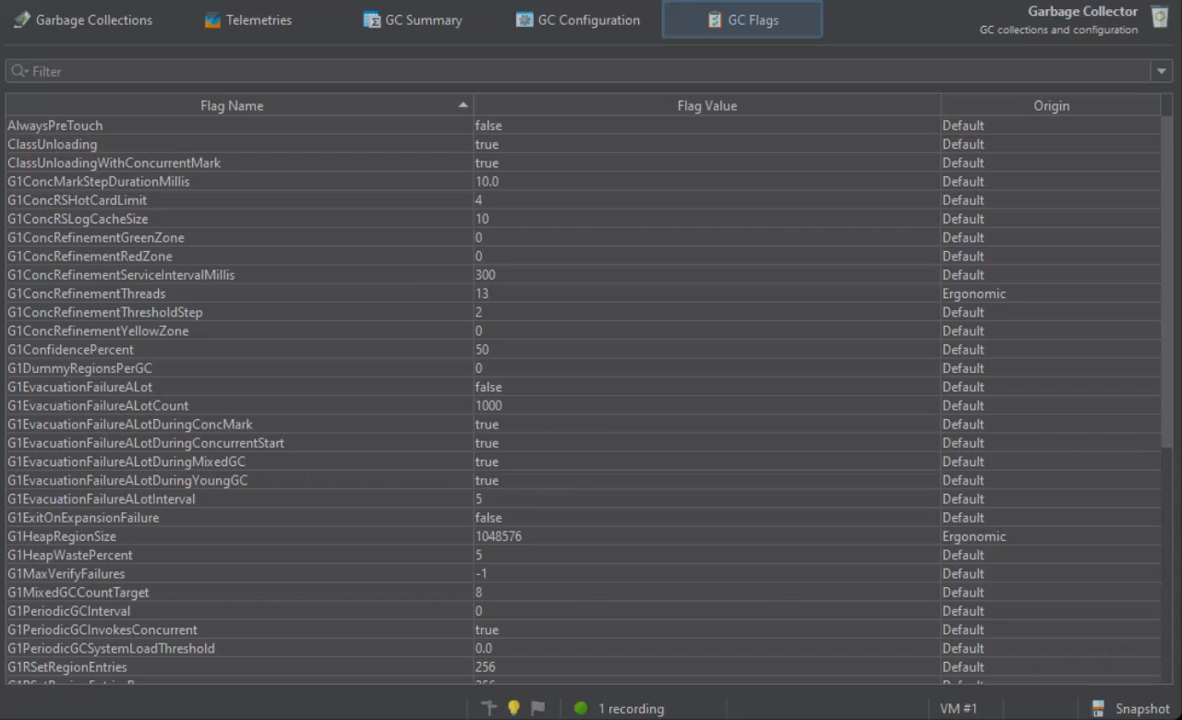 Garbage Collections Telemetries GC Summary GC Configuration GC Flags Garbage Collector
GC collections and configuration
Filter
Flag Name Flag Value Origin
AlwaysPreTouch false Default
ClassUnloading true Default
ClassUnloadingWithConcurrentMark true Default
G1ConcMarkStepDurationMillis 10.0 Default
G1ConcRSHotCardLimit 4 Default
G1ConcRSLogCacheSize 10 Default
G1ConcRefinementGreenZone 0 Default
G1ConcRefinementRedZone 0 Default
G1ConcRefinementServiceIntervalMillis 300 Default
G1ConcRefinementThreads 13 Ergonomic
G1ConcRefinementThresholdStep 2 Default
G1ConcRefinementYellowZone 0 Default
G1ConfidencePercent 50 Default
G1DummyRegionsPerGC 0 Default
G1EvacuationFailureALot false Default
G1EvacuationFailureALotCount 1000 Default
G1EvacuationFailureALotDuringConcMark true Default
G1EvacuationFailureALotDuringConcurrentStart true Default
G1EvacuationFailureALotDuringMixedGC true Default
G1EvacuationFailureALotDuringYoungGC true Default
G1EvacuationFailureALotInterval 5 Default
G1ExitOnExpansionFailure false Default
G1HeapRegionSize 1048576 Ergonomic
G1HeapWastePercent 5 Default
G1MaxVerifyFailures -1 Default
G1MixedGCCountTarget 8 Default
G1PeriodicGCInterval 0 Default
G1PeriodicGCInvokesConcurrent true Default
G1PeriodicGCSystemLoadThreshold 0.0 Default
G1RSetRegionEntries 256 Default
1 recording VM #1 Snapshot